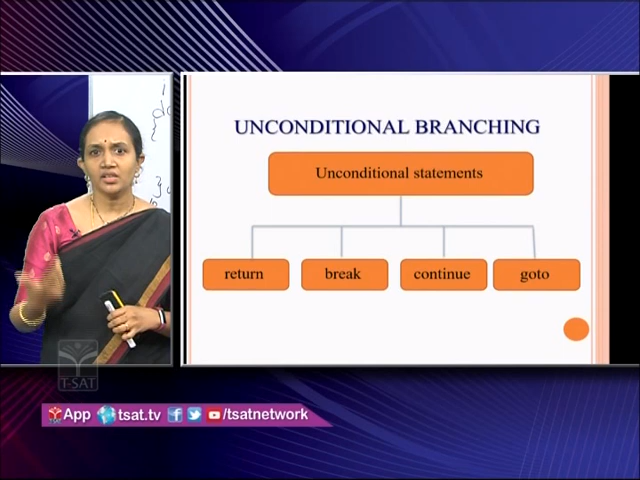 UNCONDITIONAL BRANCHING
Unconditional statements
return
break
continue
goto
T-SAT
App
tsat.tv
/tsatnetwork